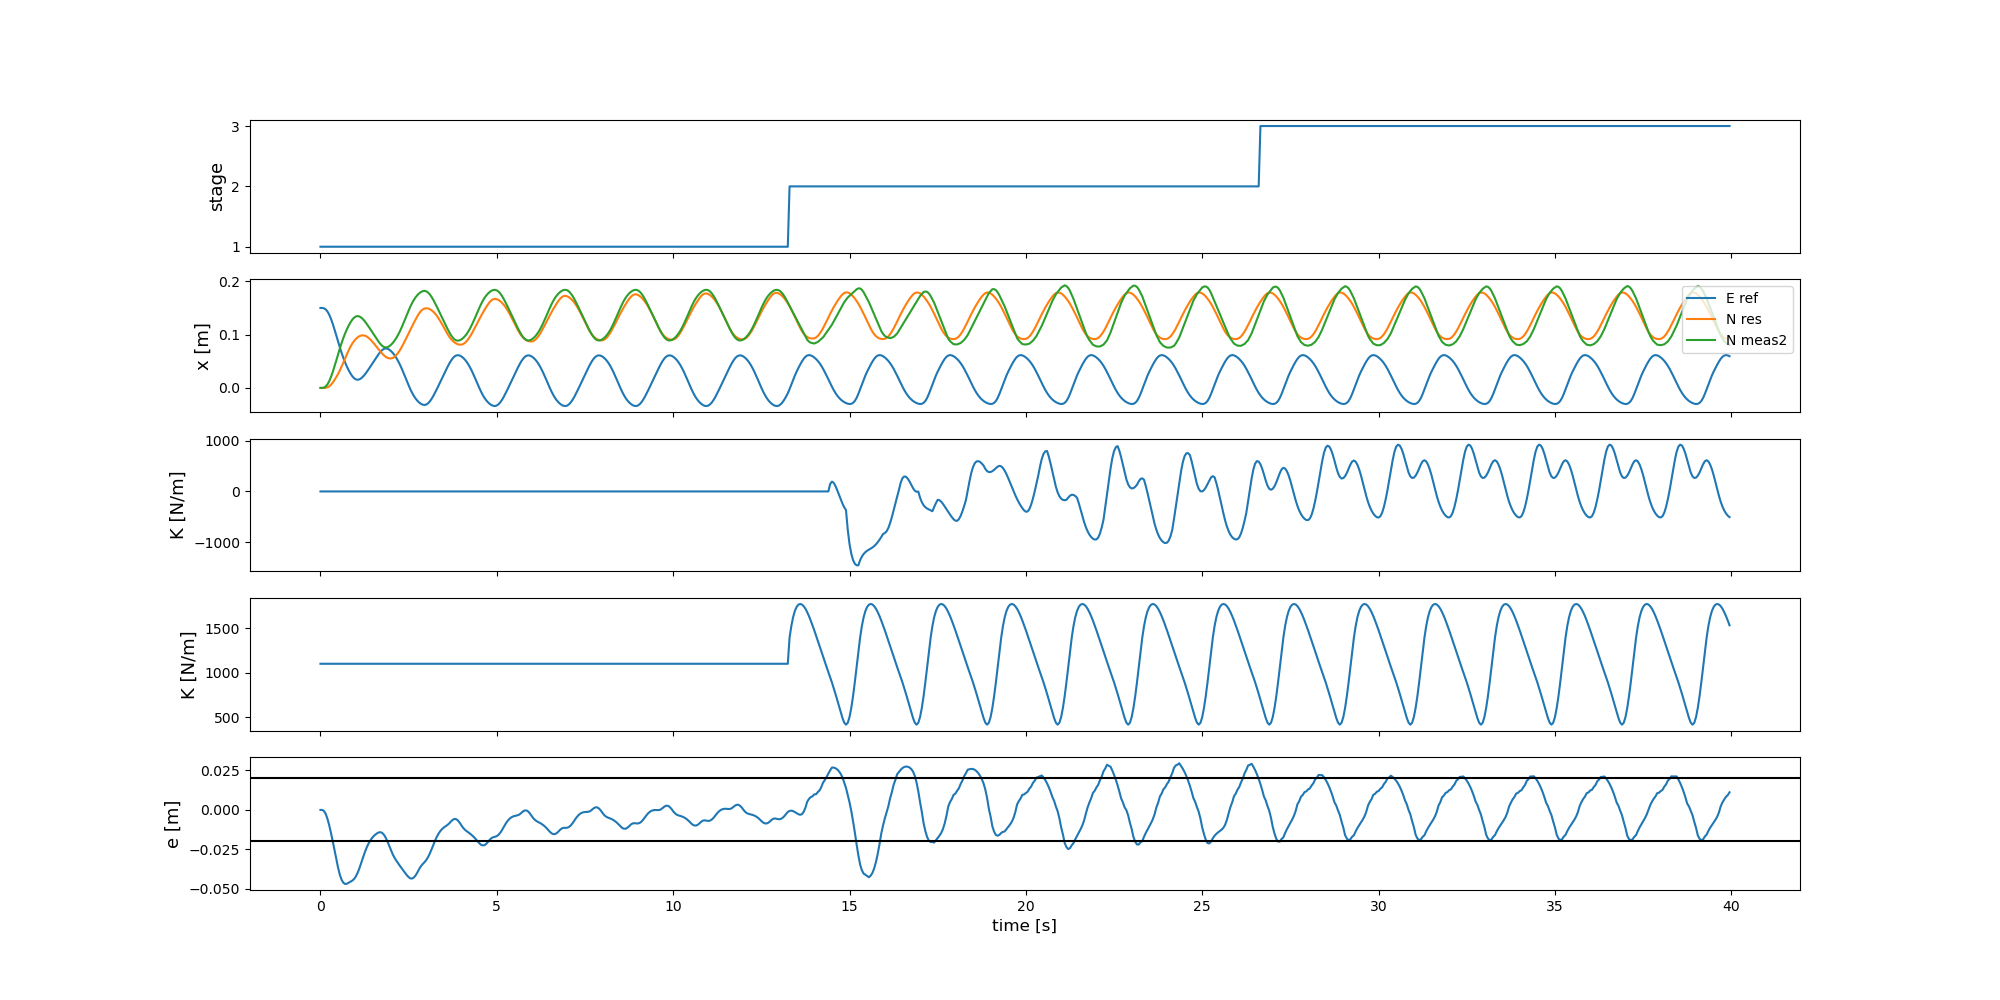 3
stage
2
1
0.2
E ref
N res
x [m]
0.1
N meas2
0.0
1000
K [N/m]
0
−1000
1500
K [N/m]
1000
500
0.025
e [m]
0.000
−0.025
−0.050
0 5 10 15 20 25 30 35 40
time [s]